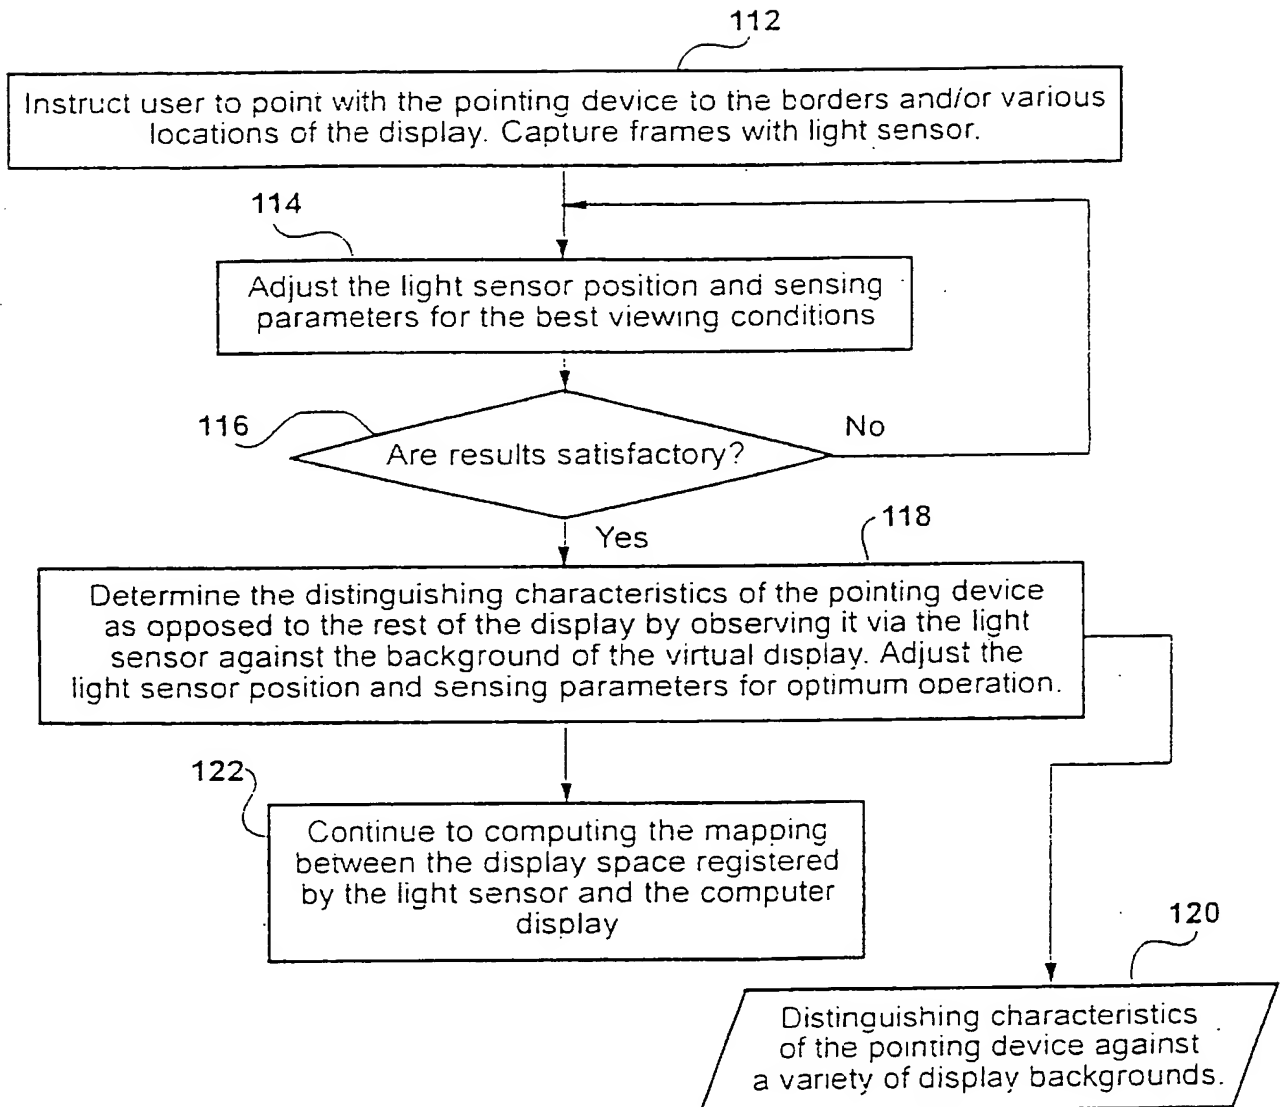 112
Instruct user to point with the pointing device to the borders and/or various
locations of the display. Capture frames with light sensor.
114
Adjust the light sensor position and sensing
parameters for the best viewing conditions
116
Are results satisfactory?
No
Yes
118
Determine the distinguishing characteristics of the pointing device
as opposed to the rest of the display by observing it via the light
sensor against the background of the virtual display. Adjust the
light sensor position and sensing parameters for optimum operation.
122
Continue to computing the mapping
between the display space registered
by the light sensor and the computer
display
120
Distinguishing characteristics
of the pointing device against
a variety of display backgrounds.